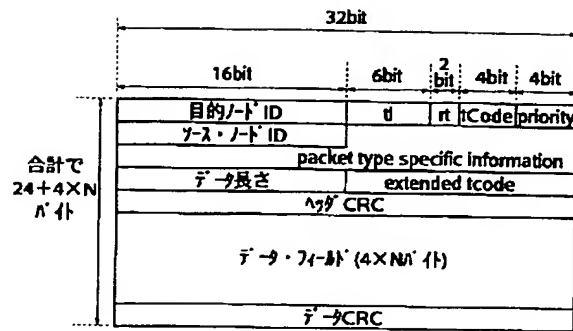 32bit
16bit 6bit 2 bit 4bit 4bit
目的ﾉｰﾄﾞID tl rt tCode priority
ｿｰｽ・ﾉｰﾄﾞID
packet type specific information
ﾃﾞｰﾀ長さ extended tcode
ﾍｯﾀﾞCRC
ﾃﾞｰﾀ・ﾌｨｰﾙﾄﾞ(4×Nﾊﾞｲﾄ)
ﾃﾞｰﾀCRC
合計で
24+4×N
ﾊﾞｲﾄ